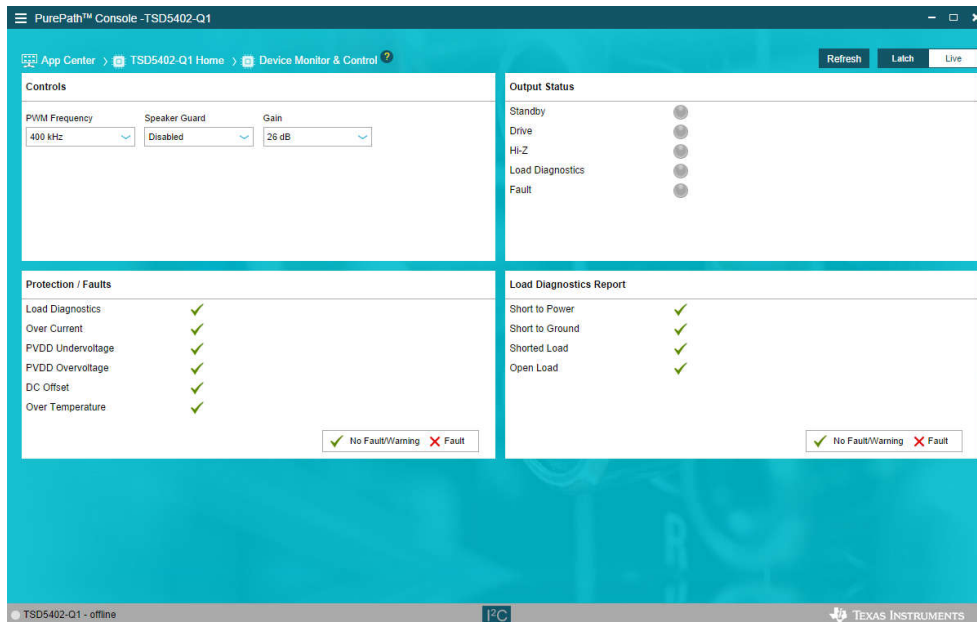 PurePath™ Console -TSD5402-Q1
App Center > TSD5402-Q1 Home > Device Monitor & Control ?
Refresh Latch Live
Controls
PWM Frequency Speaker Guard Gain
400 kHz Disabled 26 dB
Output Status
Standby
Drive
Hi-Z
Load Diagnostics
Fault
Protection / Faults
Load Diagnostics
Over Current
PVDD Undervoltage
PVDD Overvoltage
DC Offset
Over Temperature
No Fault/Warning Fault
Load Diagnostics Report
Short to Power
Short to Ground
Shorted Load
Open Load
No Fault/Warning Fault
TSD5402-Q1 - offline
I²C
TEXAS INSTRUMENTS